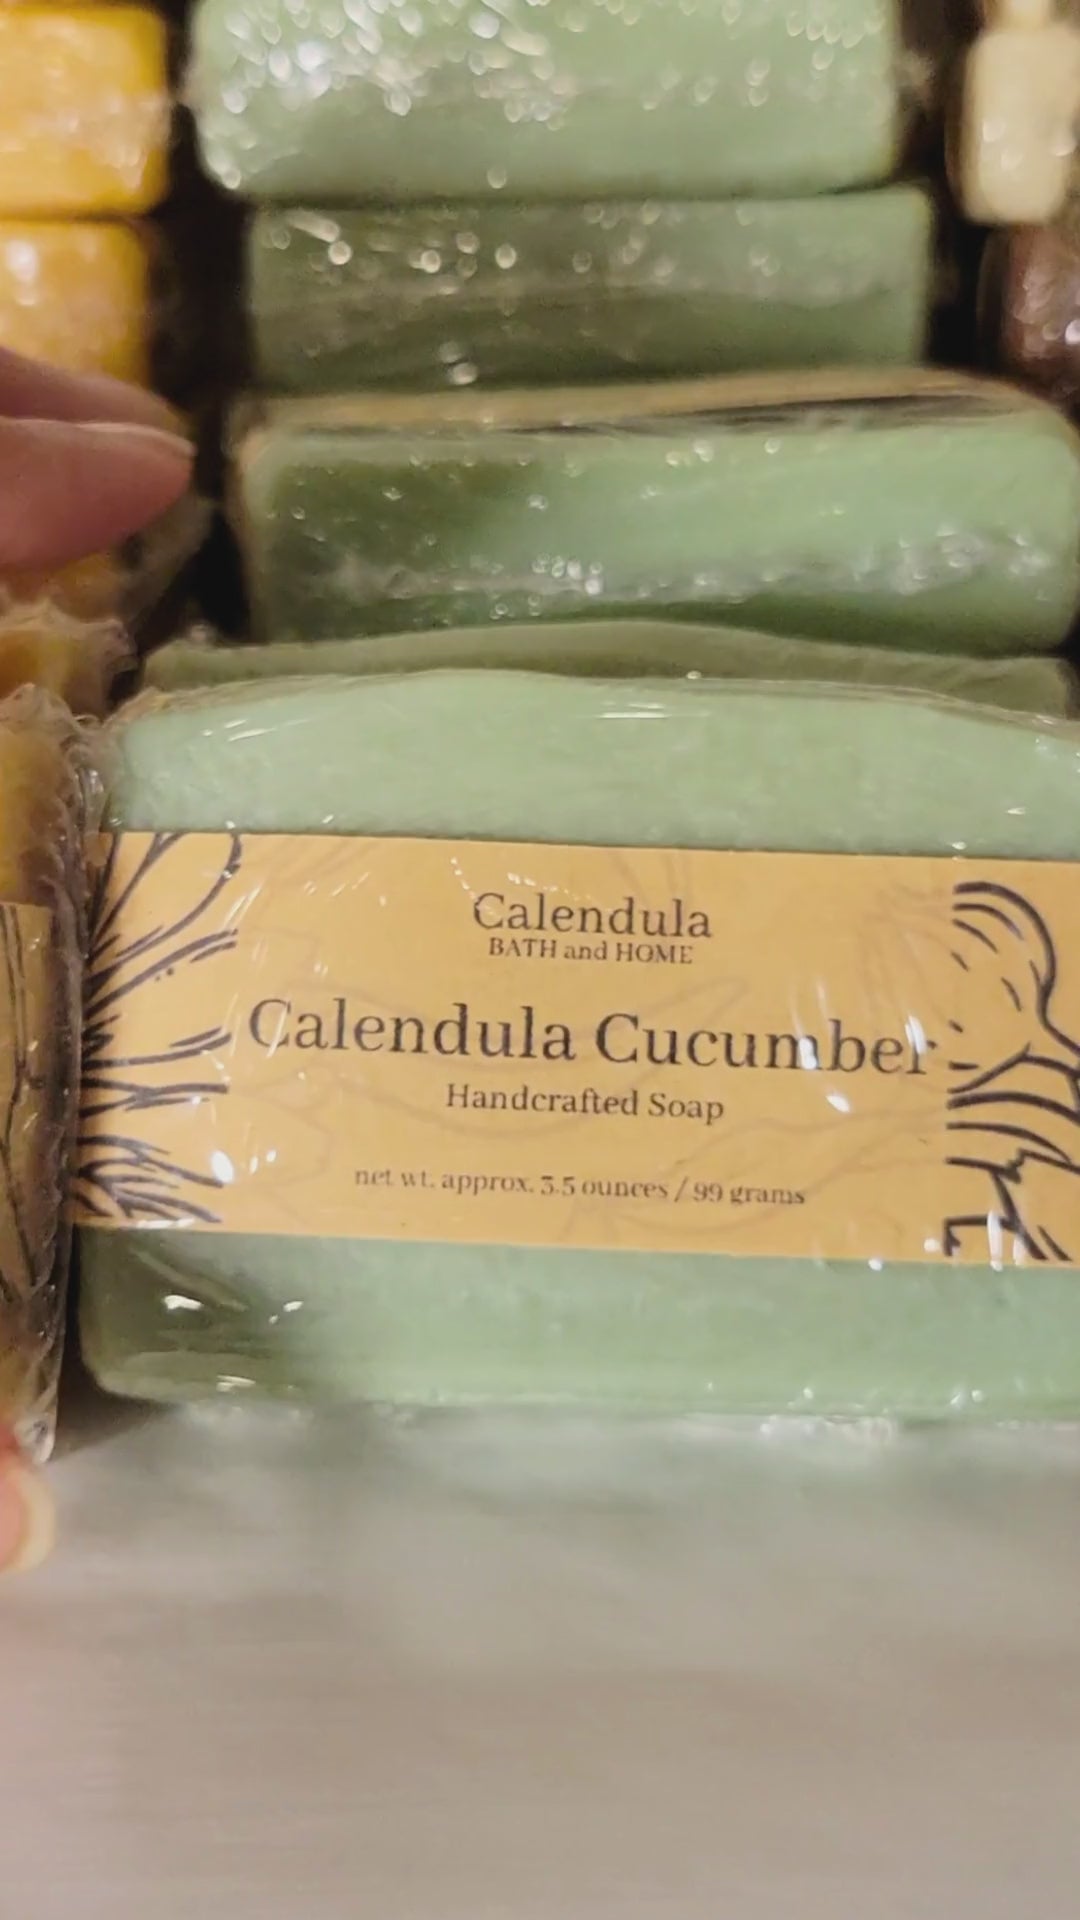 Calendula
BATH and HOME
Calendula Cucumber
Handcrafted Soap
net wt. approx. 3.5 ounces / 99 grams